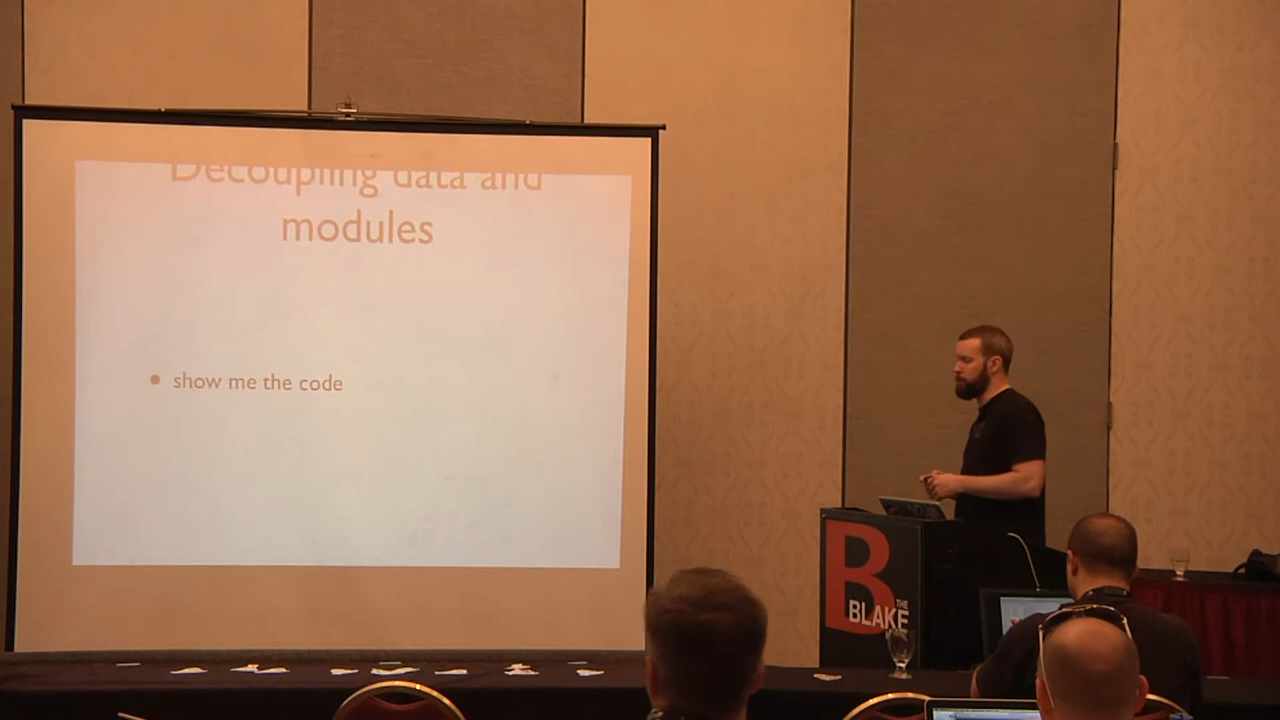 Decoupling data and
modules
• show me the code
B
THE
BLAKE